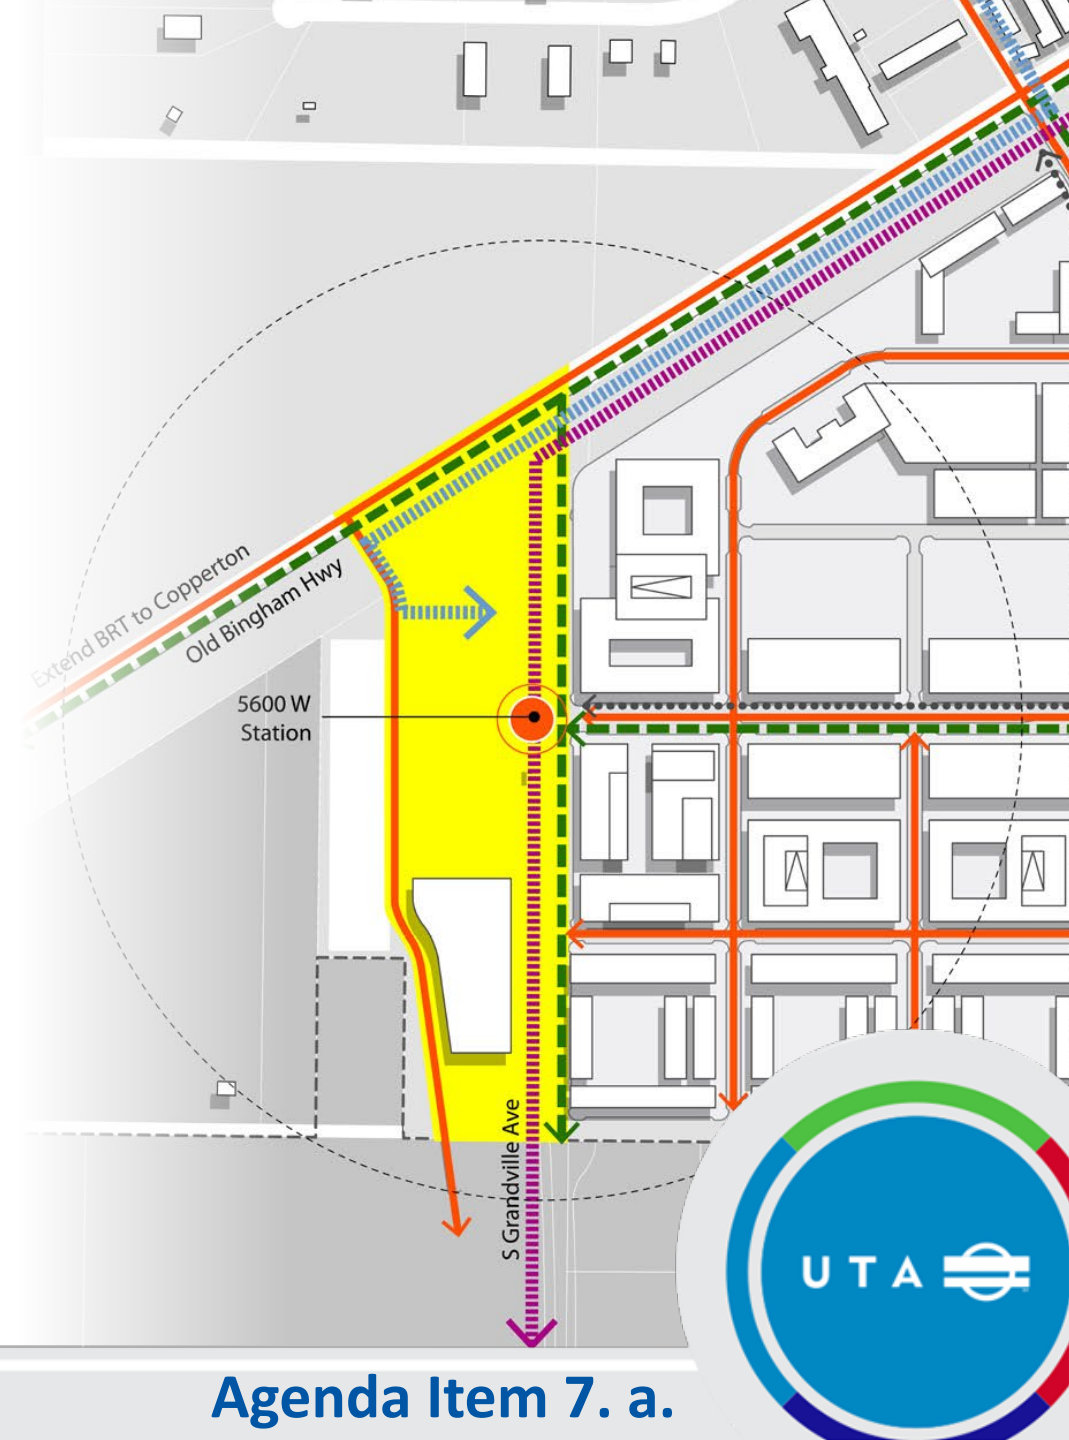 Extend BRT to Copperton
Old Bingham Hwy
5600 W
Station
S Grandville Ave
UTA
Agenda Item 7. a.